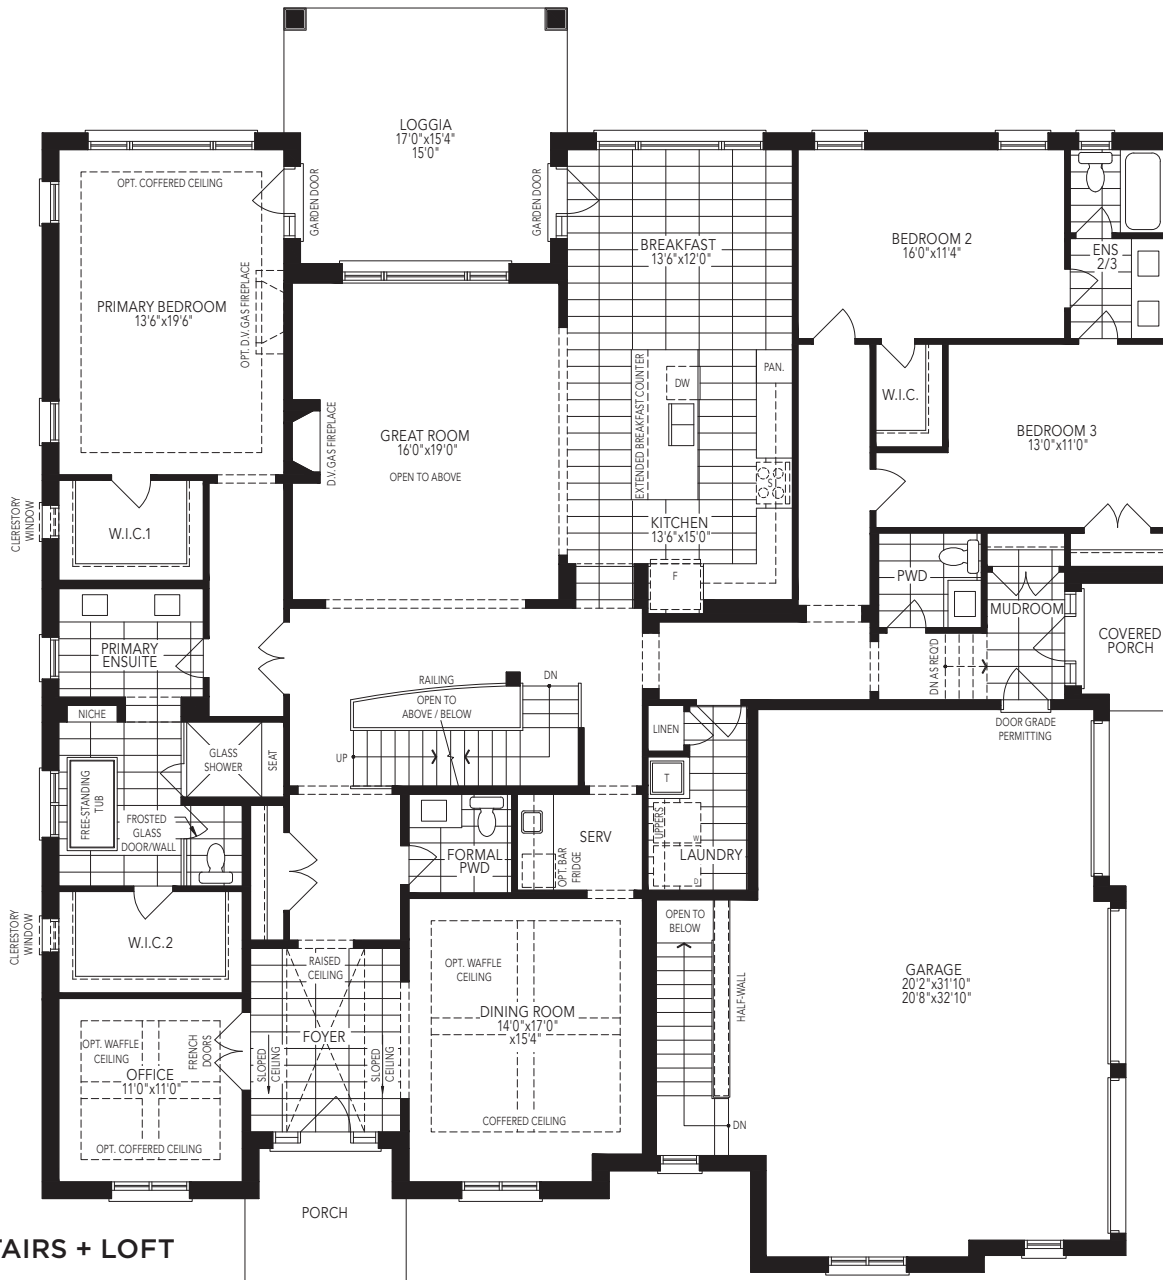 LOGGIA
17'0"x15'4"
15'0"
OPT. COFFERED CEILING
GARDEN DOOR
GARDEN DOOR
PRIMARY BEDROOM
13'6"x19'6"
OPT. D.V. GAS FIREPLACE
BREAKFAST
13'6"x12'0"
BEDROOM 2
16'0"x11'4"
ENS
2/3
D.V. GAS FIREPLACE
GREAT ROOM
16'0"x19'0"
OPEN TO ABOVE
EXTENDED BREAKFAST COUNTER
DW
PAN.
S
W.I.C.
BEDROOM 3
13'0"x11'0"
KITCHEN
13'6"x15'0"
F
CLERESTORY
WINDOW
W.I.C.1
PWD
MUDROOM
COVERED
PORCH
PRIMARY
ENSUITE
RAILING
DN
OPEN TO
ABOVE / BELOW
UP
DN AS REQ'D
DOOR GRADE
PERMITTING
NICHE
GLASS
SHOWER
SEAT
FREE-STANDING
TUB
FROSTED
GLASS
DOOR/WALL
LINEN
T
UPPERS
W
D
LAUNDRY
FORMAL
PWD
SERV
OPT. BAR
FRIDGE
CLERESTORY
WINDOW
W.I.C.2
OPEN TO
BELOW
HALF-WALL
DN
GARAGE
20'2"x31'10"
20'8"x32'10"
RAISED
CEILING
FOYER
SLOPED
CEILING
SLOPED
CEILING
OPT. WAFFLE
CEILING
DINING ROOM
14'0"x17'0"
x15'4"
COFFERED CEILING
FRENCH
DOORS
OPT. WAFFLE
CEILING
OFFICE
11'0"x11'0"
OPT. COFFERED CEILING
PORCH
TAIRS + LOFT